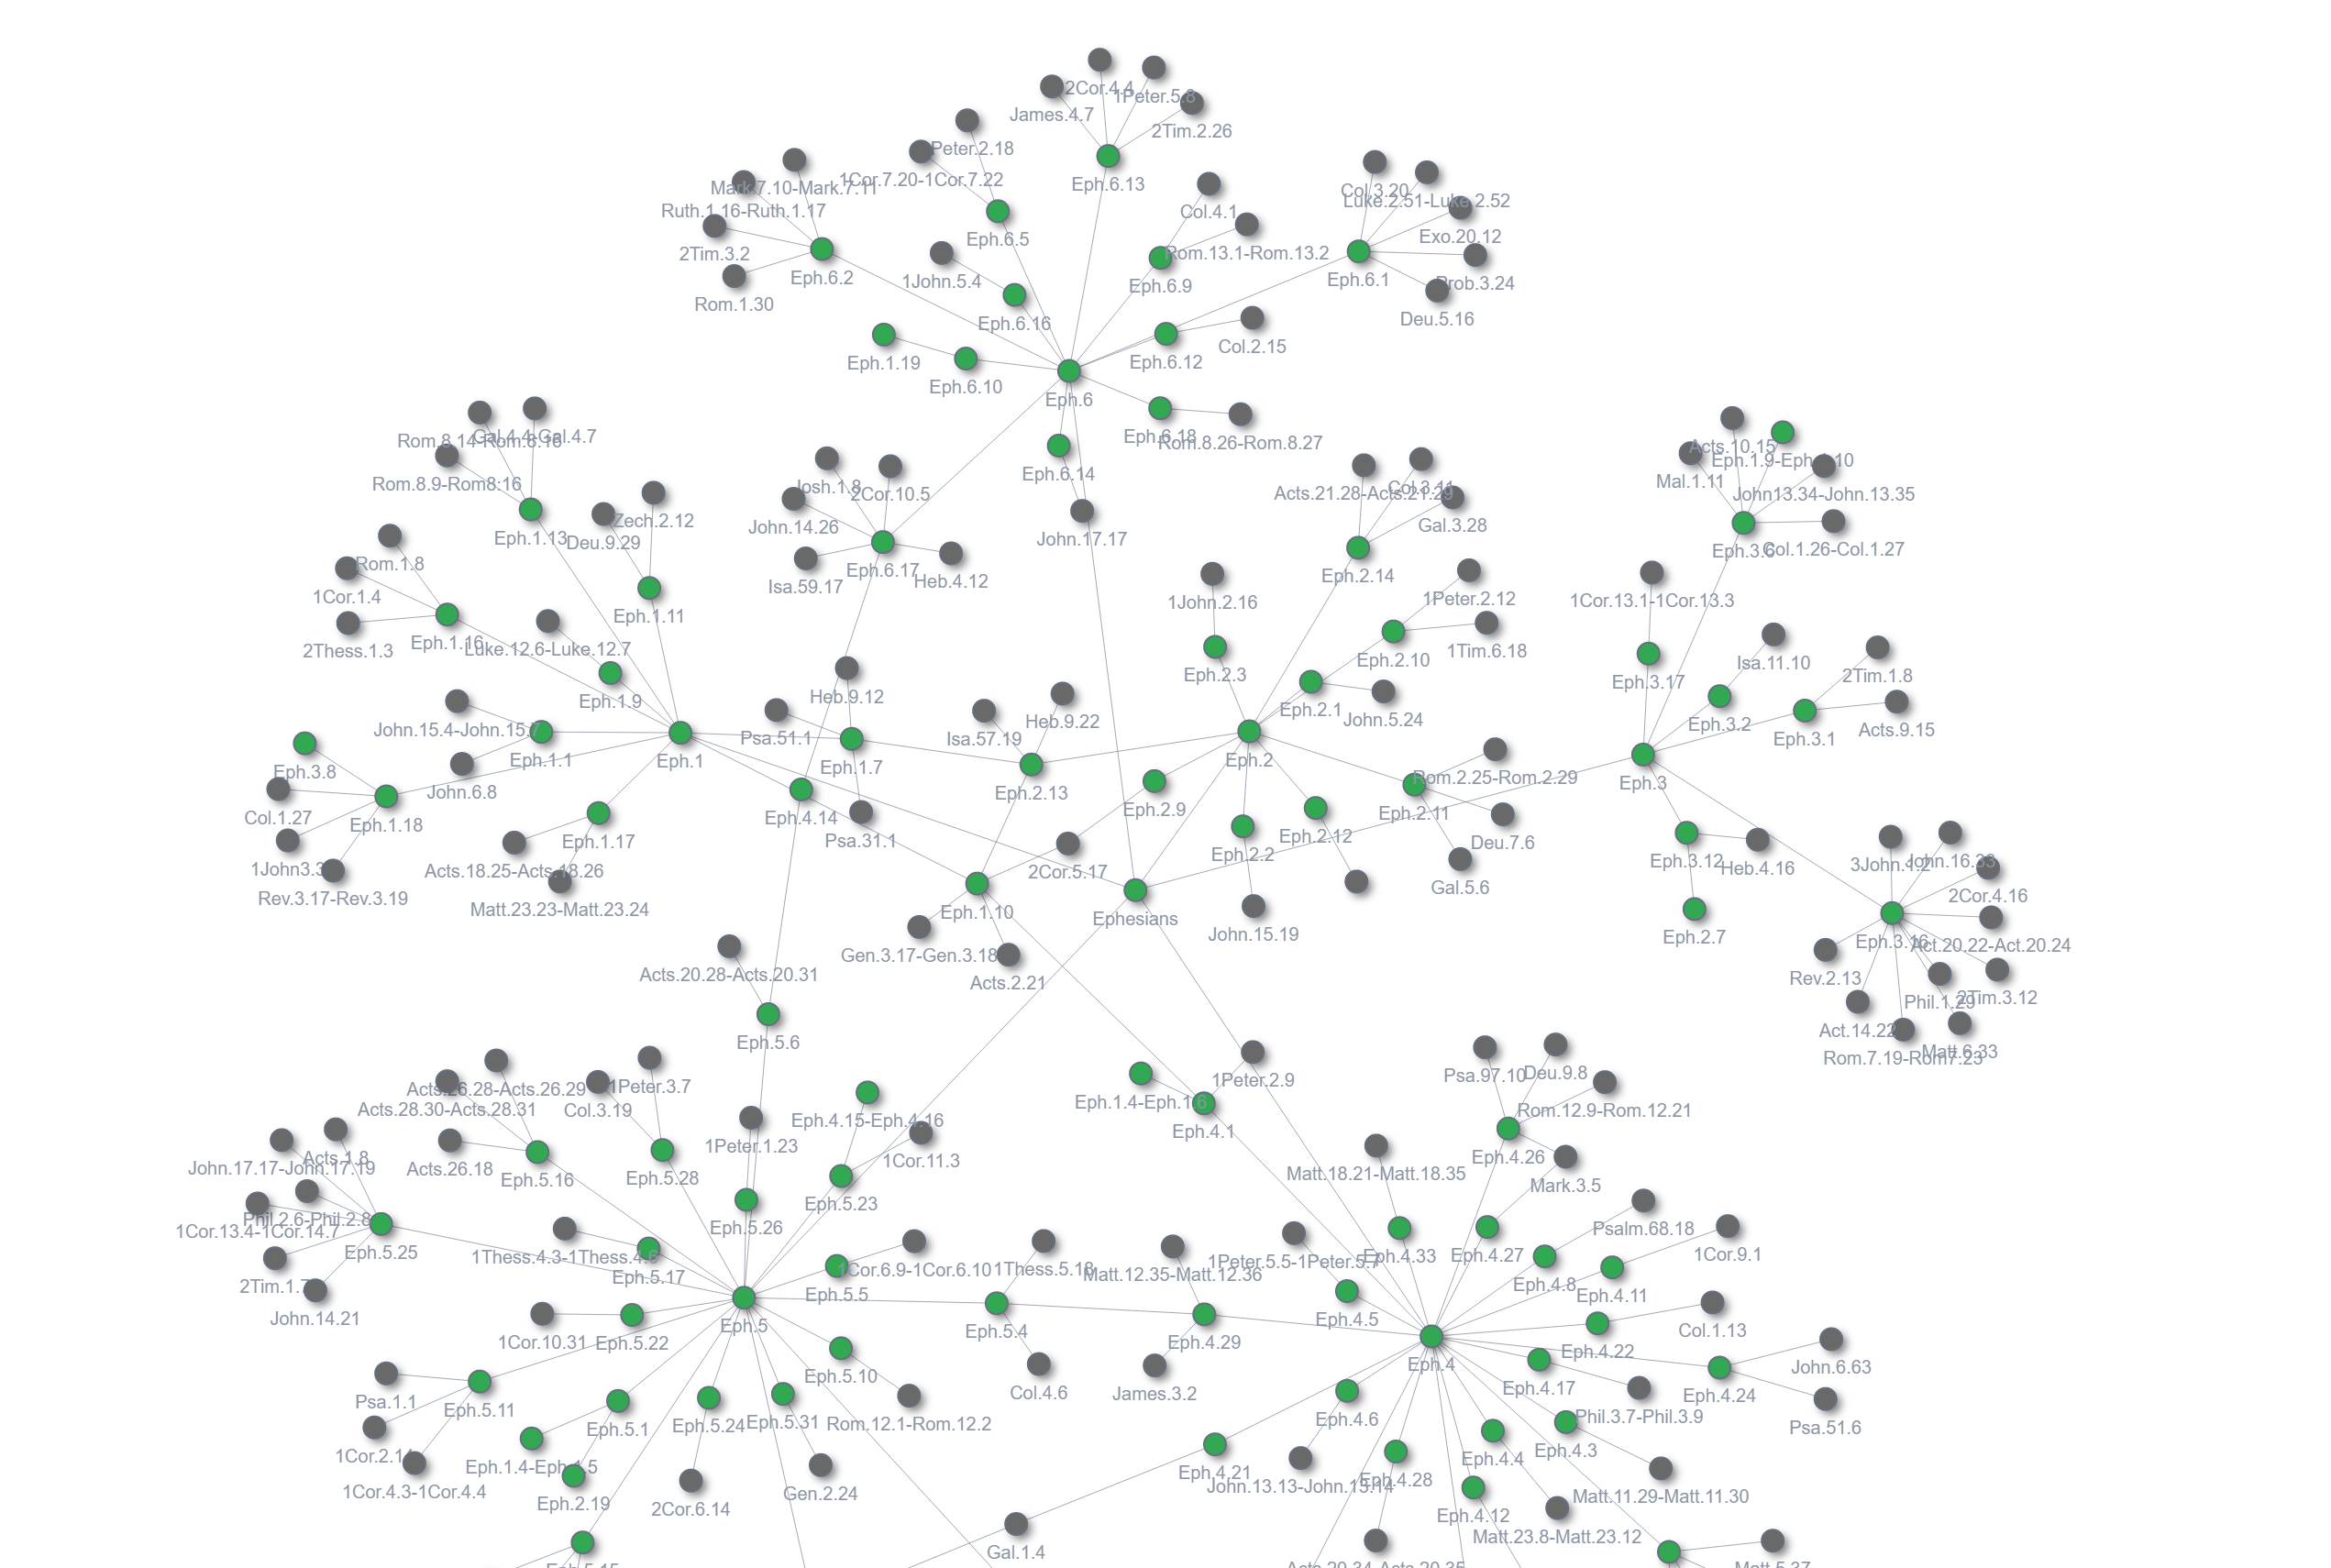 2Cor.4.4
1Peter.5.8
James.4.7
2Tim.2.26
Peter.2.18
1Cor.7.20-1Cor.7.22
Eph.6.13
Mark.7.10-Mark.7.11
Col.3.20
Luke.2.51-Luke.2.52
Ruth.1.16-Ruth.1.17
Col.4.1
Exo.20.12
Eph.6.5
2Tim.3.2
Rom.13.1-Rom.13.2
Eph.6.2
1John.5.4
Eph.6.9
Eph.6.1
Prob.3.24
Rom.1.30
Eph.6.16
Deu.5.16
Eph.1.19
Eph.6.12
Col.2.15
Eph.6.10
Eph.6
Rom.8.14-Rom.8.16
Gal.4.4-Gal.4.7
Eph.6.18
Rom.8.26-Rom.8.27
Acts.10.15
Eph.1.9-Eph.1.10
Rom.8.9-Rom8:16
Josh.1.8
2Cor.10.5
Eph.6.14
Acts.21.28-Acts.21.29
Col.3.11
Mal.1.11
John13.34-John.13.35
Zech.2.12
John.14.26
Gal.3.28
Eph.1.13
Deu.9.29
John.17.17
Eph.3.6
Col.1.26-Col.1.27
Rom.1.8
Isa.59.17
Eph.6.17
Heb.4.12
Eph.2.14
1Cor.1.4
Eph.1.11
1John.2.16
1Peter.2.12
1Cor.13.1-1Cor.13.3
2Thess.1.3
Eph.1.16
Luke.12.6-Luke.12.7
Eph.2.3
Eph.2.10
1Tim.6.18
Isa.11.10
Eph.1.9
Heb.9.12
Eph.3.17
2Tim.1.8
John.15.4-John.15.7
Psa.51.1
Isa.57.19
Heb.9.22
Eph.2.1
John.5.24
Eph.3.2
Eph.3.1
Acts.9.15
Eph.3.8
Eph.1.1
Eph.1
Eph.1.7
Eph.2
John.6.8
Eph.2.13
Rom.2.25-Rom.2.29
Eph.3
Col.1.27
Eph.1.18
Eph.4.14
Eph.2.9
Eph.2.11
Eph.1.17
Psa.31.1
Eph.2.2
Eph.2.12
Deu.7.6
1John3.3
Acts.18.25-Acts.18.26
2Cor.5.17
Gal.5.6
Eph.3.12
Heb.4.16
3John.1.2
John.16.33
Rev.3.17-Rev.3.19
Matt.23.23-Matt.23.24
Eph.1.10
Ephesians
John.15.19
2Cor.4.16
Gen.3.17-Gen.3.18
Eph.2.7
Eph.3.16
Act.20.22-Act.20.24
Acts.20.28-Acts.20.31
Acts.2.21
Rev.2.13
Phil.1.29
2Tim.3.12
Act.14.22
Eph.5.6
Rom.7.19-Rom7.23
Matt.6.33
Acts.26.28-Acts.26.29
1Peter.3.7
1Peter.2.9
Psa.97.10
Deu.9.8
Acts.28.30-Acts.28.31
Col.3.19
Eph.4.15-Eph.4.16
Eph.1.4-Eph.1.6
Rom.12.9-Rom.12.21
1Peter.1.23
Eph.4.1
John.17.17-John.17.19
Acts.1.8
Acts.26.18
Eph.5.16
Eph.5.28
1Cor.11.3
Matt.18.21-Matt.18.35
Eph.4.26
Mark.3.5
Phil.2.6-Phil.2.8
1Cor.13.4-1Cor.14.7
Eph.5.26
Eph.5.23
Psalm.68.18
Eph.5.25
1Thess.4.3-1Thess.4.6
Eph.4.33
Eph.4.27
1Cor.9.1
2Tim.1.7
Eph.5.17
1Cor.6.9-1Cor.6.10
1Thess.5.18
Matt.12.35-Matt.12.36
1Peter.5.5-1Peter.5.7
Eph.4.8
Eph.4.11
John.14.21
Eph.5.5
Eph.5
Eph.5.4
Eph.4.29
Eph.4.5
Col.1.13
1Cor.10.31
Eph.5.22
Eph.4
Eph.4.22
John.6.63
Psa.1.1
Eph.5.10
Col.4.6
James.3.2
Eph.4.17
Eph.4.24
Eph.5.11
Eph.5.1
Eph.5.24
Eph.5.31
Rom.12.1-Rom.12.2
Eph.4.6
Phil.3.7-Phil.3.9
Psa.51.6
Eph.4.3
1Cor.2.14
Eph.1.4-Eph.1.5
Eph.4.21
Eph.4.28
Eph.4.4
1Cor.4.3-1Cor.4.4
Eph.2.19
2Cor.6.14
Gen.2.24
John.13.13-John.15.14
Matt.11.29-Matt.11.30
Eph.4.12
Matt.23.8-Matt.23.12
Gal.1.4
Eph.5.15
Acts.20.34-Acts.20.35
Matt.5.37